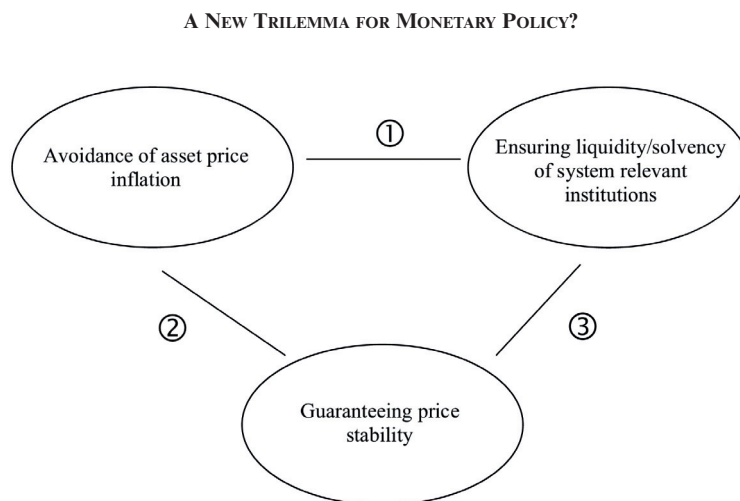 A NEW TRILEMMA FOR MONETARY POLICY?
①
Avoidance of asset price
inflation
Ensuring liquidity/solvency
of system relevant
institutions
②
③
Guaranteeing price
stability